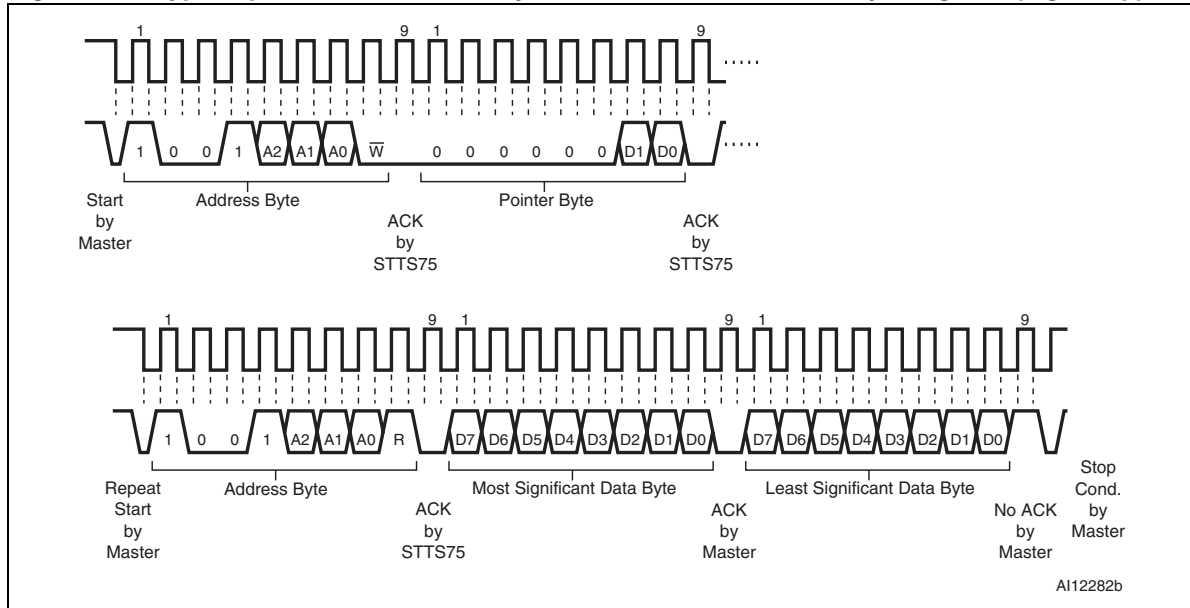 1 9 1 9
1 0 0 1 A2 A1 A0 W 0 0 0 0 0 0 D1 D0
Address Byte Pointer Byte
Start
by
Master
ACK
by
STTS75
ACK
by
STTS75
1 9 1 9 1 9
1 0 0 1 A2 A1 A0 R D7 D6 D5 D4 D3 D2 D1 D0 D7 D6 D5 D4 D3 D2 D1 D0
Address Byte Most Significant Data Byte Least Significant Data Byte
Repeat
Start
by
Master
ACK
by
STTS75
ACK
by
Master
No ACK
by
Master
Stop
Cond.
by
Master
AI12282b